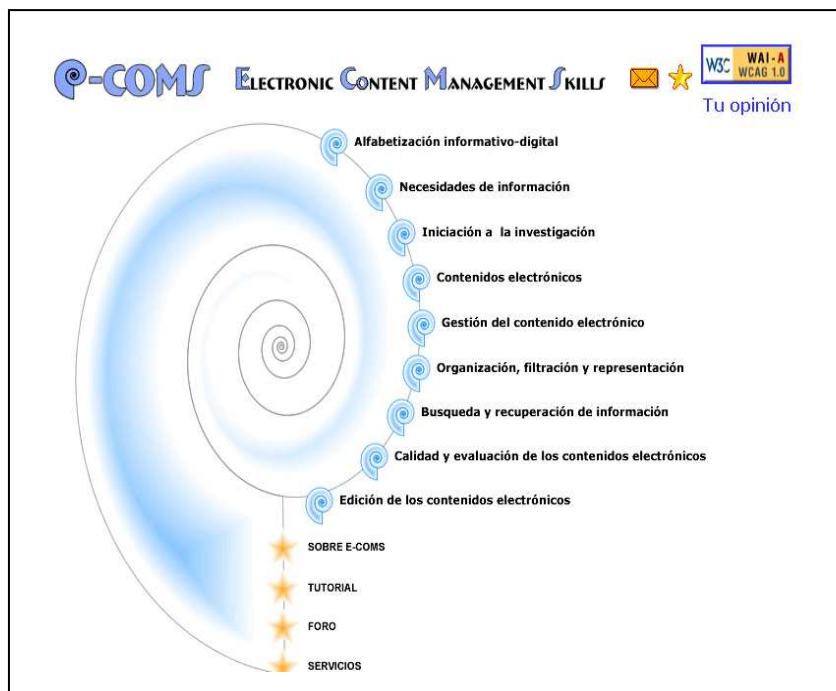 e-COMS ELECTRONIC CONTENT MANAGEMENT SKILLS
W3C WAI-A
WCAG 1.0
Tu opinión
Alfabetización informativo-digital
Necesidades de información
Iniciación a la investigación
Contenidos electrónicos
Gestión del contenido electrónico
Organización, filtración y representación
Busqueda y recuperación de información
Calidad y evaluación de los contenidos electrónicos
Edición de los contenidos electrónicos
SOBRE E-COMS
TUTORIAL
FORO
SERVICIOS